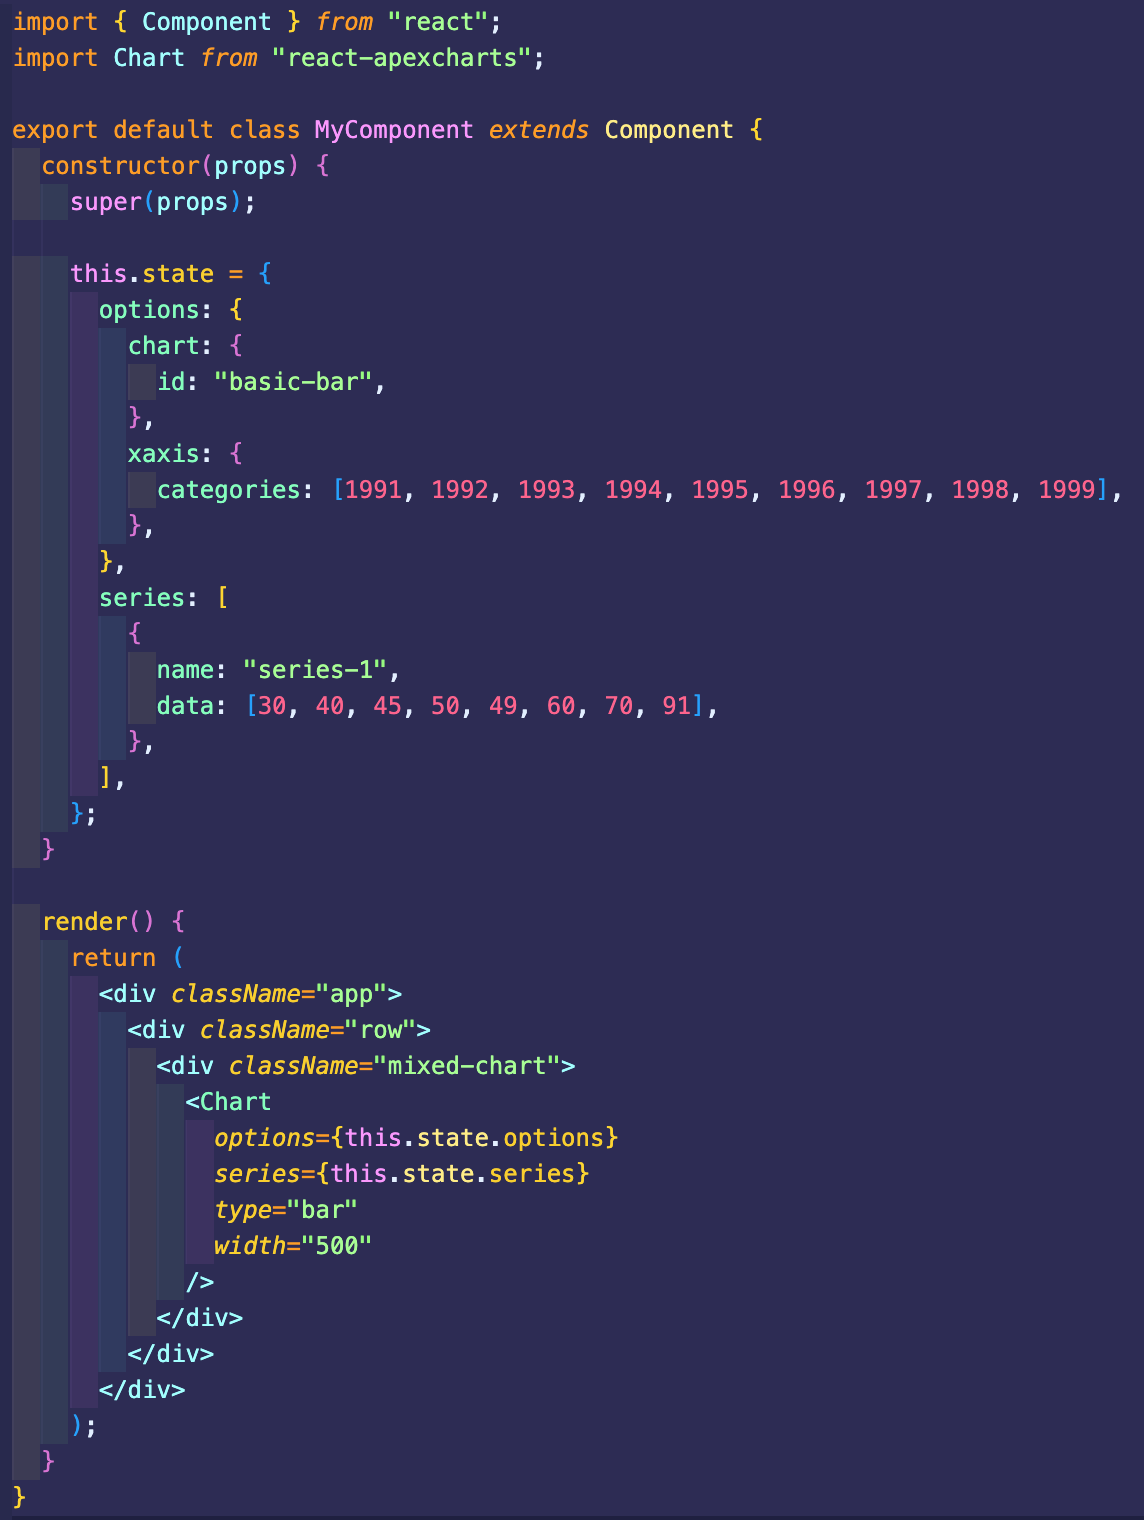 import { Component } from "react";
import Chart from "react-apexcharts";

export default class MyComponent extends Component {
  constructor(props) {
    super(props);

    this.state = {
      options: {
        chart: {
          id: "basic-bar",
        },
        xaxis: {
          categories: [1991, 1992, 1993, 1994, 1995, 1996, 1997, 1998, 1999],
        },
      },
      series: [
        {
          name: "series-1",
          data: [30, 40, 45, 50, 49, 60, 70, 91],
        },
      ],
    };
  }

  render() {
    return (
      <div className="app">
        <div className="row">
          <div className="mixed-chart">
            <Chart
              options={this.state.options}
              series={this.state.series}
              type="bar"
              width="500"
            />
          </div>
        </div>
      </div>
    );
  }
}